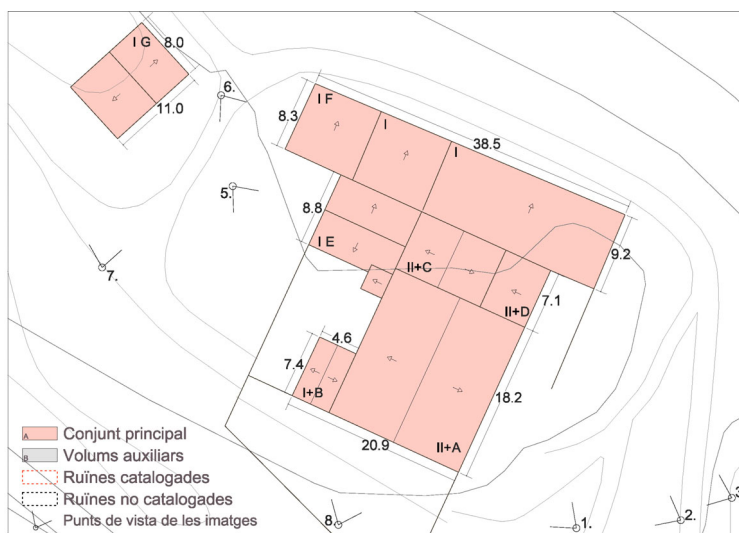 I G
8.0
11.0
6.
I F
8.3
I
I
38.5
5.
8.8
I E
II+C
9.2
II+D
7.1
7.
4.6
7.4
I+B
18.2
20.9
II+A
A Conjunt principal
B Volums auxiliars
Ruïnes catalogades
Ruïnes no catalogades
Punts de vista de les imatges
8.
1.
2.
3.